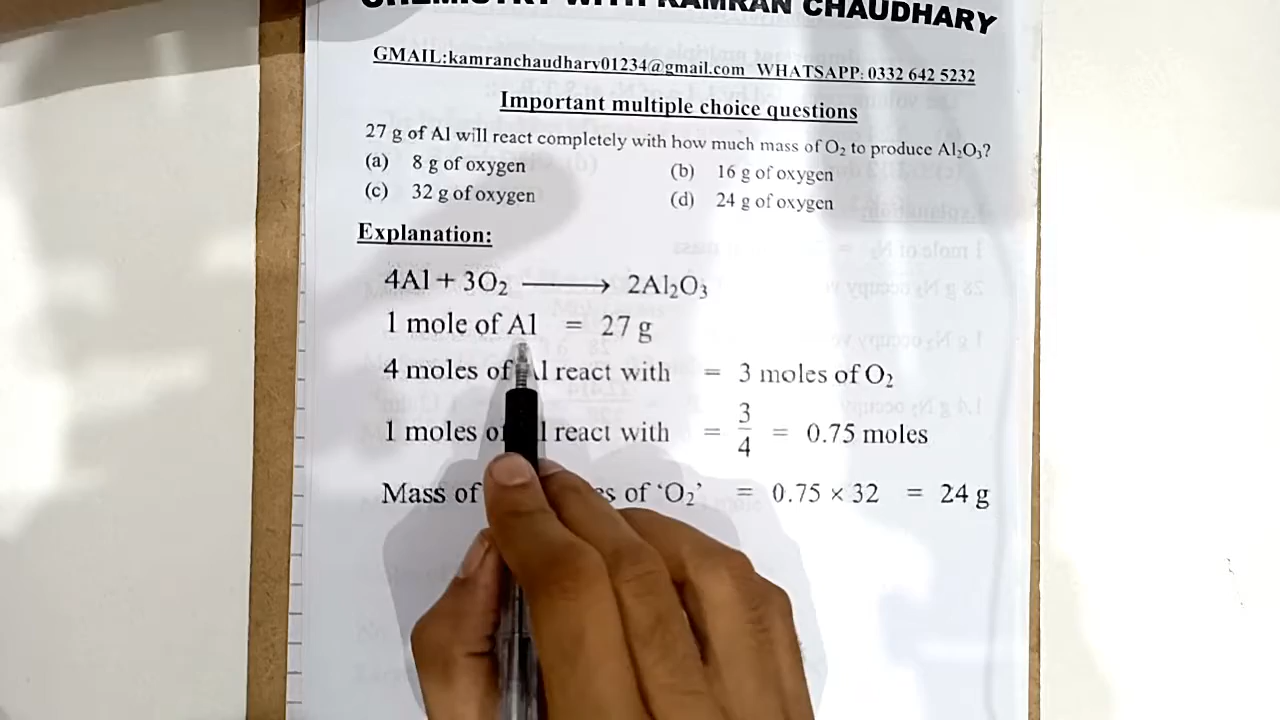 CHEMISTRY WITH KAMRAN CHAUDHARY
GMAIL:kamranchaudhary01234@gmail.com WHATSAPP: 0332 642 5232
Important multiple choice questions
27 g of Al will react completely with how much mass of O₂ to produce Al₂O₃?
(a) 8 g of oxygen (b) 16 g of oxygen
(c) 32 g of oxygen (d) 24 g of oxygen
Explanation:
4Al + 3O₂ ⟶ 2Al₂O₃
1 mole of Al = 27 g
4 moles of Al react with = 3 moles of O₂
1 moles of Al react with = 3/4 = 0.75 moles
Mass of of ‘O₂’ = 0.75 × 32 = 24 g